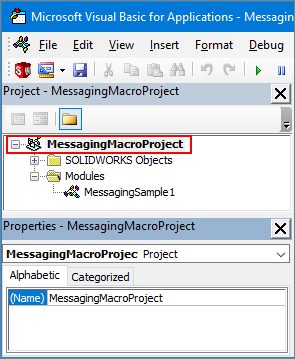 Microsoft Visual Basic for Applications - Messaging
File Edit View Insert Format Debug
Project - MessagingMacroProject
MessagingMacroProject
SOLIDWORKS Objects
Modules
MessagingSample1
Properties - MessagingMacroProject
MessagingMacroProjec Project
Alphabetic Categorized
(Name) MessagingMacroProject